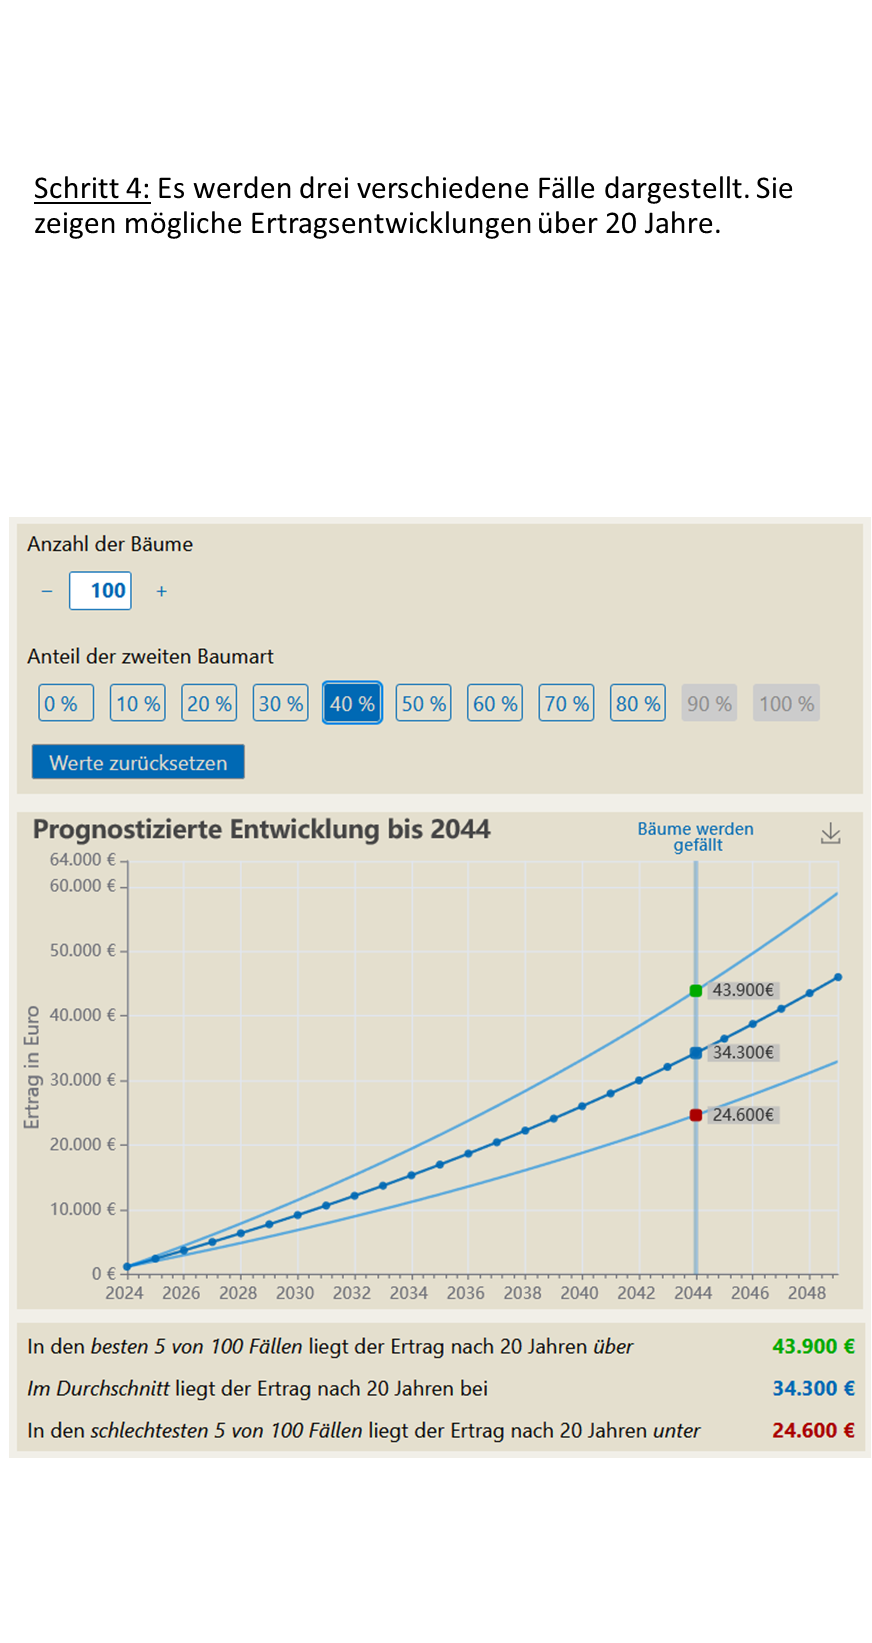 Schritt 4: Es werden drei verschiedene Fälle dargestellt. Sie
zeigen mögliche Ertragsentwicklungen über 20 Jahre.
Anzahl der Bäume
− 100 +
Anteil der zweiten Baumart
0 % 10 % 20 % 30 % 40 % 50 % 60 % 70 % 80 % 90 % 100 %
Werte zurücksetzen
Prognostizierte Entwicklung bis 2044
Bäume werden
gefällt
64.000 €
60.000 €
50.000 €
40.000 €
30.000 €
20.000 €
10.000 €
0 €
Ertrag in Euro
43.900€
34.300€
24.600€
2024 2026 2028 2030 2032 2034 2036 2038 2040 2042 2044 2046 2048
In den besten 5 von 100 Fällen liegt der Ertrag nach 20 Jahren über 43.900 €
Im Durchschnitt liegt der Ertrag nach 20 Jahren bei 34.300 €
In den schlechtesten 5 von 100 Fällen liegt der Ertrag nach 20 Jahren unter 24.600 €